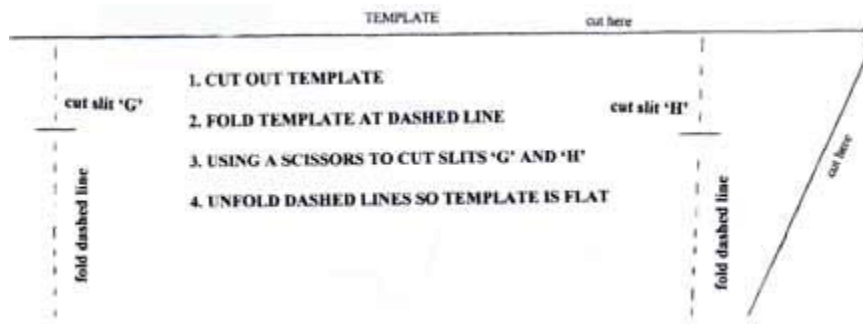 TEMPLATE
cut here
1. CUT OUT TEMPLATE
cut slit ‘G’
cut slit ‘H’
2. FOLD TEMPLATE AT DASHED LINE
3. USING A SCISSORS TO CUT SLITS ‘G’ AND ‘H’
4. UNFOLD DASHED LINES SO TEMPLATE IS FLAT
fold dashed line
fold dashed line
cut here